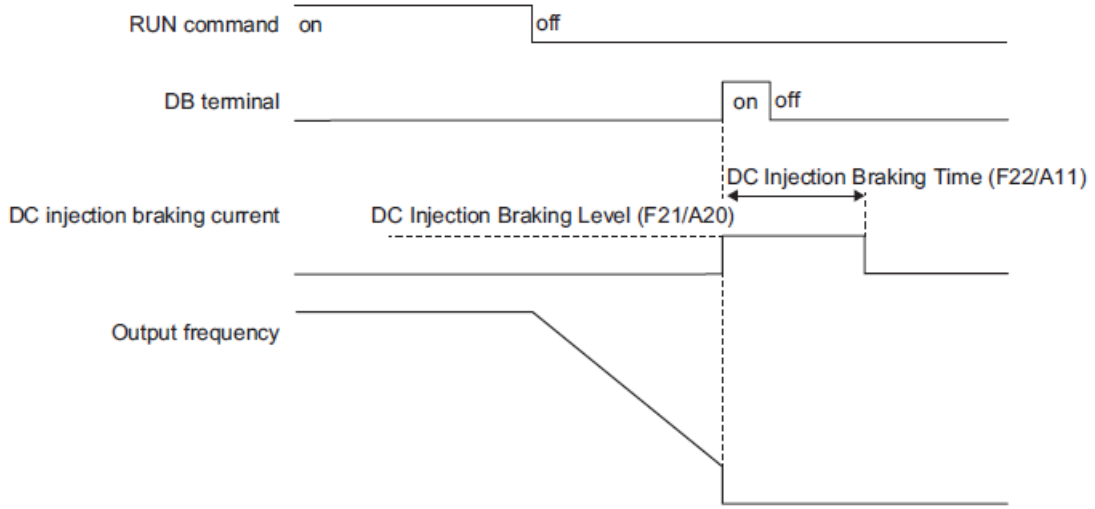 RUN command on off
DB terminal on off
DC Injection Braking Time (F22/A11)
DC injection braking current DC Injection Braking Level (F21/A20)
Output frequency